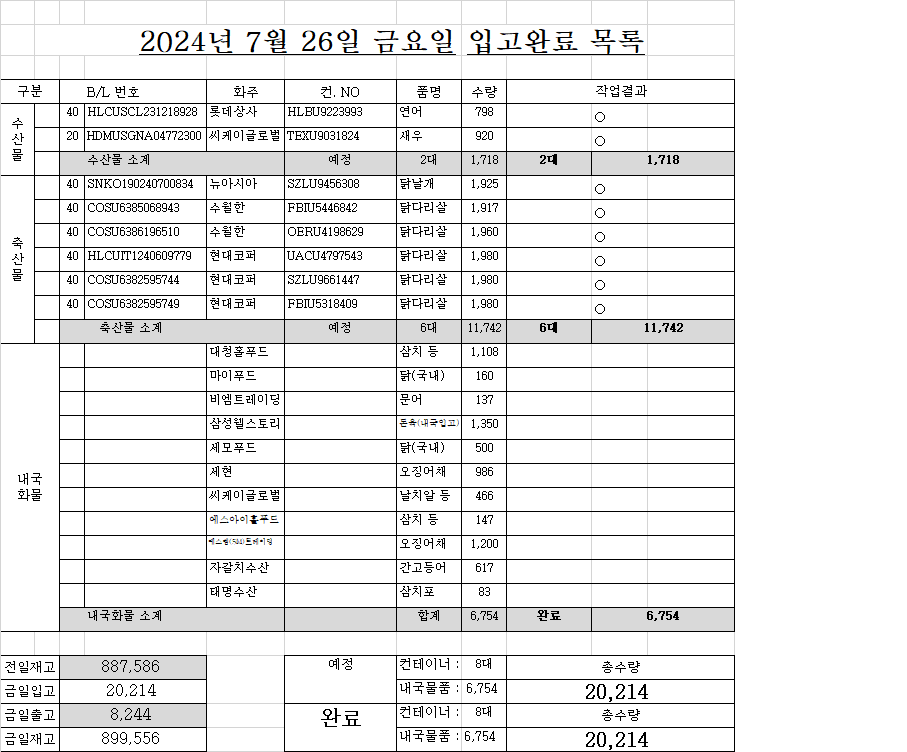 2024년 7월 26일 금요일 입고완료 목록
구분 B/L 번호 화주 컨. NO 품명 수량 작업결과
수산물
40 HLCUSCL231218928 롯데상사 HLBU9223993 연어 798 ○
20 HDMUSGNA04772300 씨케이글로벌 TEXU9031824 새우 920 ○
수산물 소계 예정 2대 1,718 2대 1,718
축산물
40 SNKO190240700834 뉴아시아 SZLU9456308 닭날개 1,925 ○
40 COSU6385068943 수월한 FBIU5446842 닭다리살 1,917 ○
40 COSU6386196510 수월한 OERU4198629 닭다리살 1,960 ○
40 HLCUIT1240609779 현대코퍼 UACU4797543 닭다리살 1,980 ○
40 COSU6382595744 현대코퍼 SZLU9661447 닭다리살 1,980 ○
40 COSU6382595749 현대코퍼 FBIU5318409 닭다리살 1,980 ○
축산물 소계 예정 6대 11,742 6대 11,742
내국화물
대청홀푸드 삼치 등 1,108
마이푸드 닭(국내) 160
비엠트레이딩 문어 137
삼성웰스토리 돈육(내국입고) 1,350
세모푸드 닭(국내) 500
세현 오징어채 986
씨케이글로벌 날치알 등 466
에스아이홀푸드 삼치 등 147
에스엠(SM)트레이딩 오징어채 1,200
자갈치수산 간고등어 617
태명수산 삼치포 83
내국화물 소계 합계 6,754 완료 6,754
전일재고 887,586 예정 컨테이너 : 8대 총수량
금일입고 20,214 내국물품 : 6,754 20,214
금일출고 8,244 완료 컨테이너 : 8대 총수량
금일재고 899,556 내국물품 : 6,754 20,214